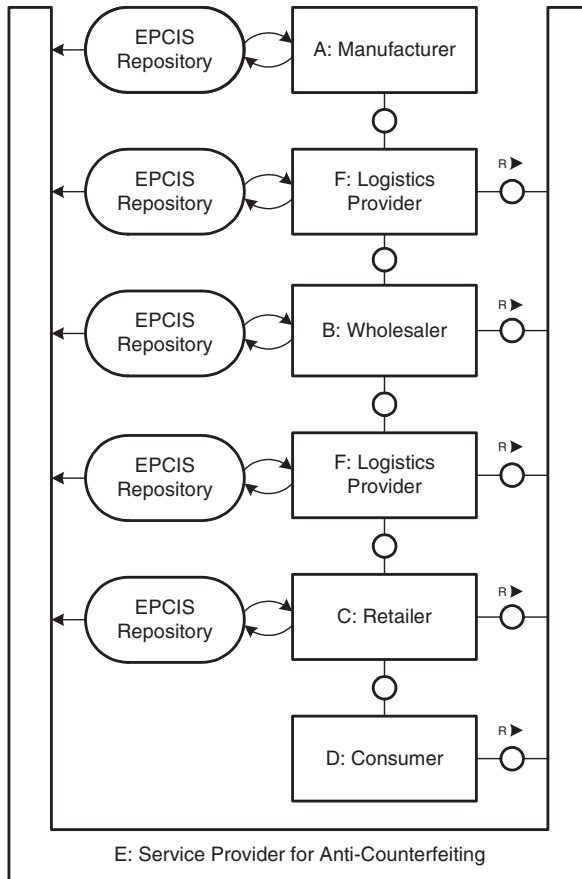 EPCIS
Repository
A: Manufacturer
EPCIS
Repository
F: Logistics
Provider
R
EPCIS
Repository
B: Wholesaler
R
EPCIS
Repository
F: Logistics
Provider
R
EPCIS
Repository
C: Retailer
R
D: Consumer
R
E: Service Provider for Anti-Counterfeiting